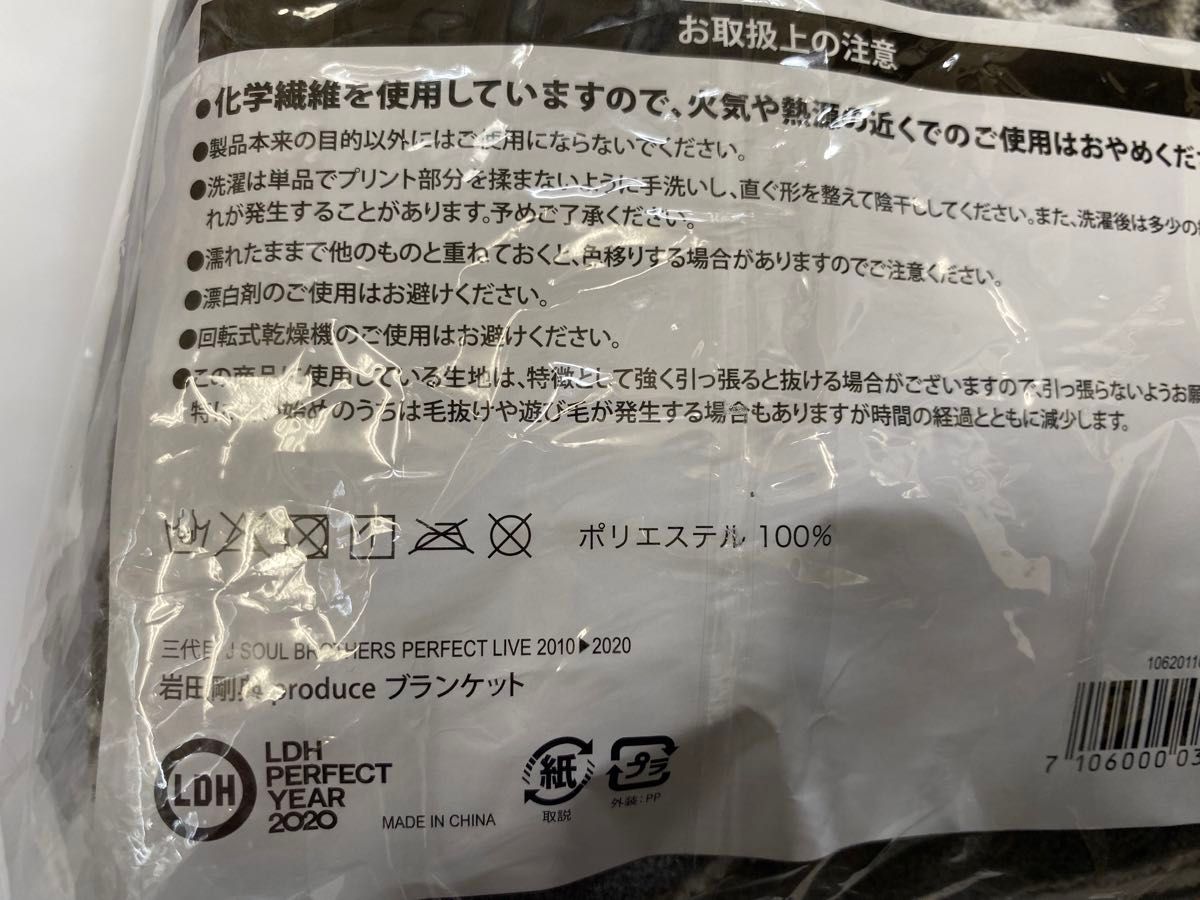 お取扱上の注意
●化学繊維を使用していますので、火気や熱源の近くでのご使用はおやめくださ
●製品本来の目的以外にはご使用にならないでください。
●洗濯は単品でプリント部分を揉まないように手洗いし、直ぐ形を整えて陰干ししてください。また、洗濯後は多少の
れが発生することがあります。予めご了承ください。
●濡れたままで他のものと重ねておくと、色移りする場合がありますのでご注意ください。
●漂白剤のご使用はお避けください。
●回転式乾燥機のご使用はお避けください。
●この商品に使用している生地は、特徴として強く引っ張ると抜ける場合がございますので、引っ張らないようお願
特に 始めのうちは毛抜けや遊び毛が発生する場合もありますが時間の経過とともに減少します。
ポリエステル 100%
三代目 J SOUL BROTHERS PERFECT LIVE 2010▶2020
岩田剛典 produce ブランケット
1062011
7 106000 03
LDH
LDH
PERFECT
YEAR
2020
MADE IN CHINA
紙
取説
プラ
外装:PP